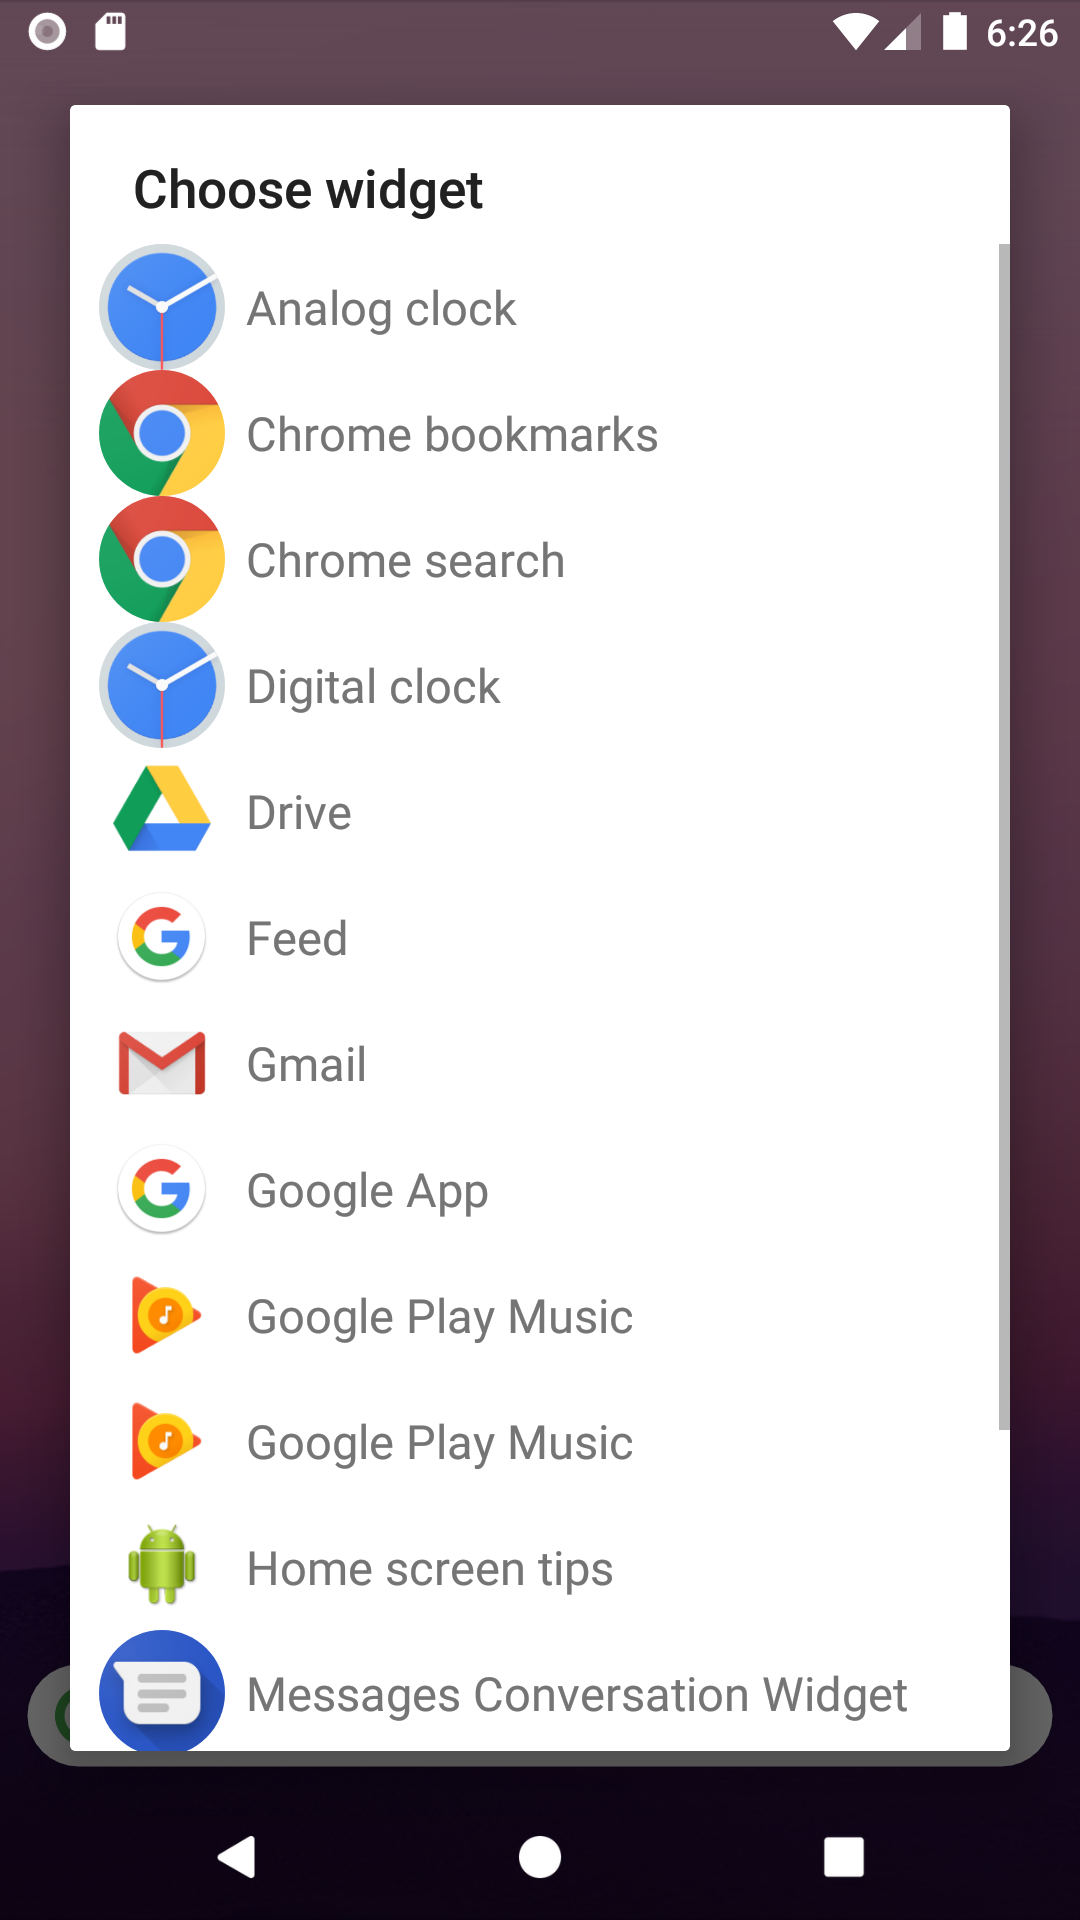 6:26
Choose widget
Analog clock
Chrome bookmarks
Chrome search
Digital clock
Drive
Feed
Gmail
Google App
Google Play Music
Google Play Music
Home screen tips
Messages Conversation Widget